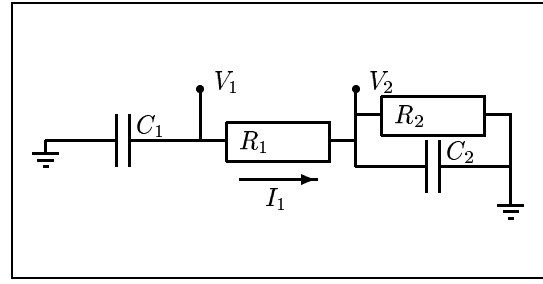 V₁
V₂
C₁
R₁
R₂
C₂
I₁